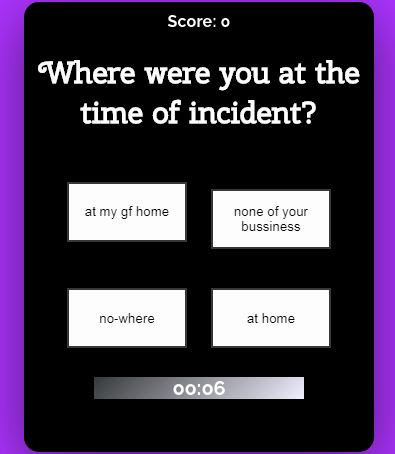 Score: 0
Where were you at the
time of incident?
at my gf home
none of your
bussiness
no-where
at home
00:06